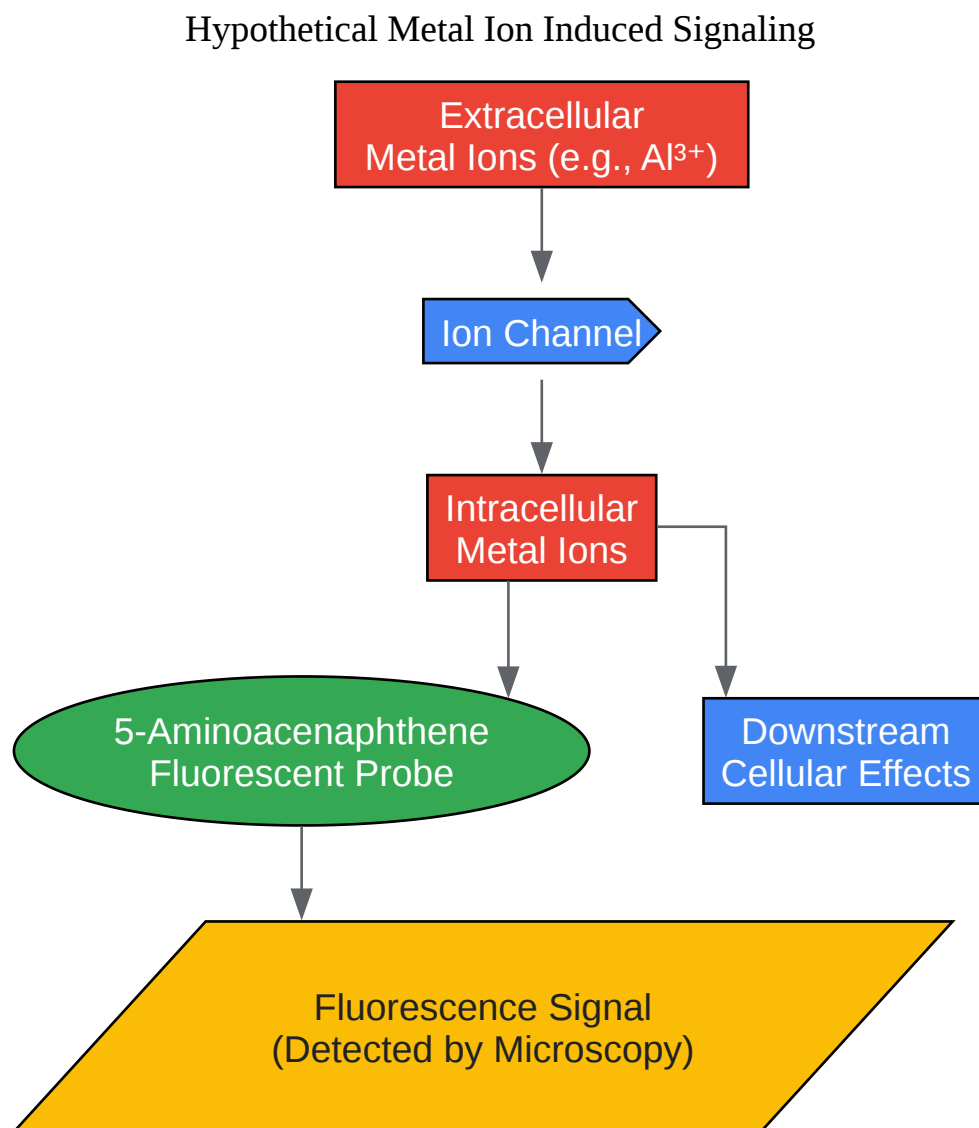 Hypothetical Metal Ion Induced Signaling
Extracellular
Metal Ions (e.g., Al³⁺)
Ion Channel
Intracellular
Metal Ions
5-Aminoacenaphthene
Fluorescent Probe
Downstream
Cellular Effects
Fluorescence Signal
(Detected by Microscopy)